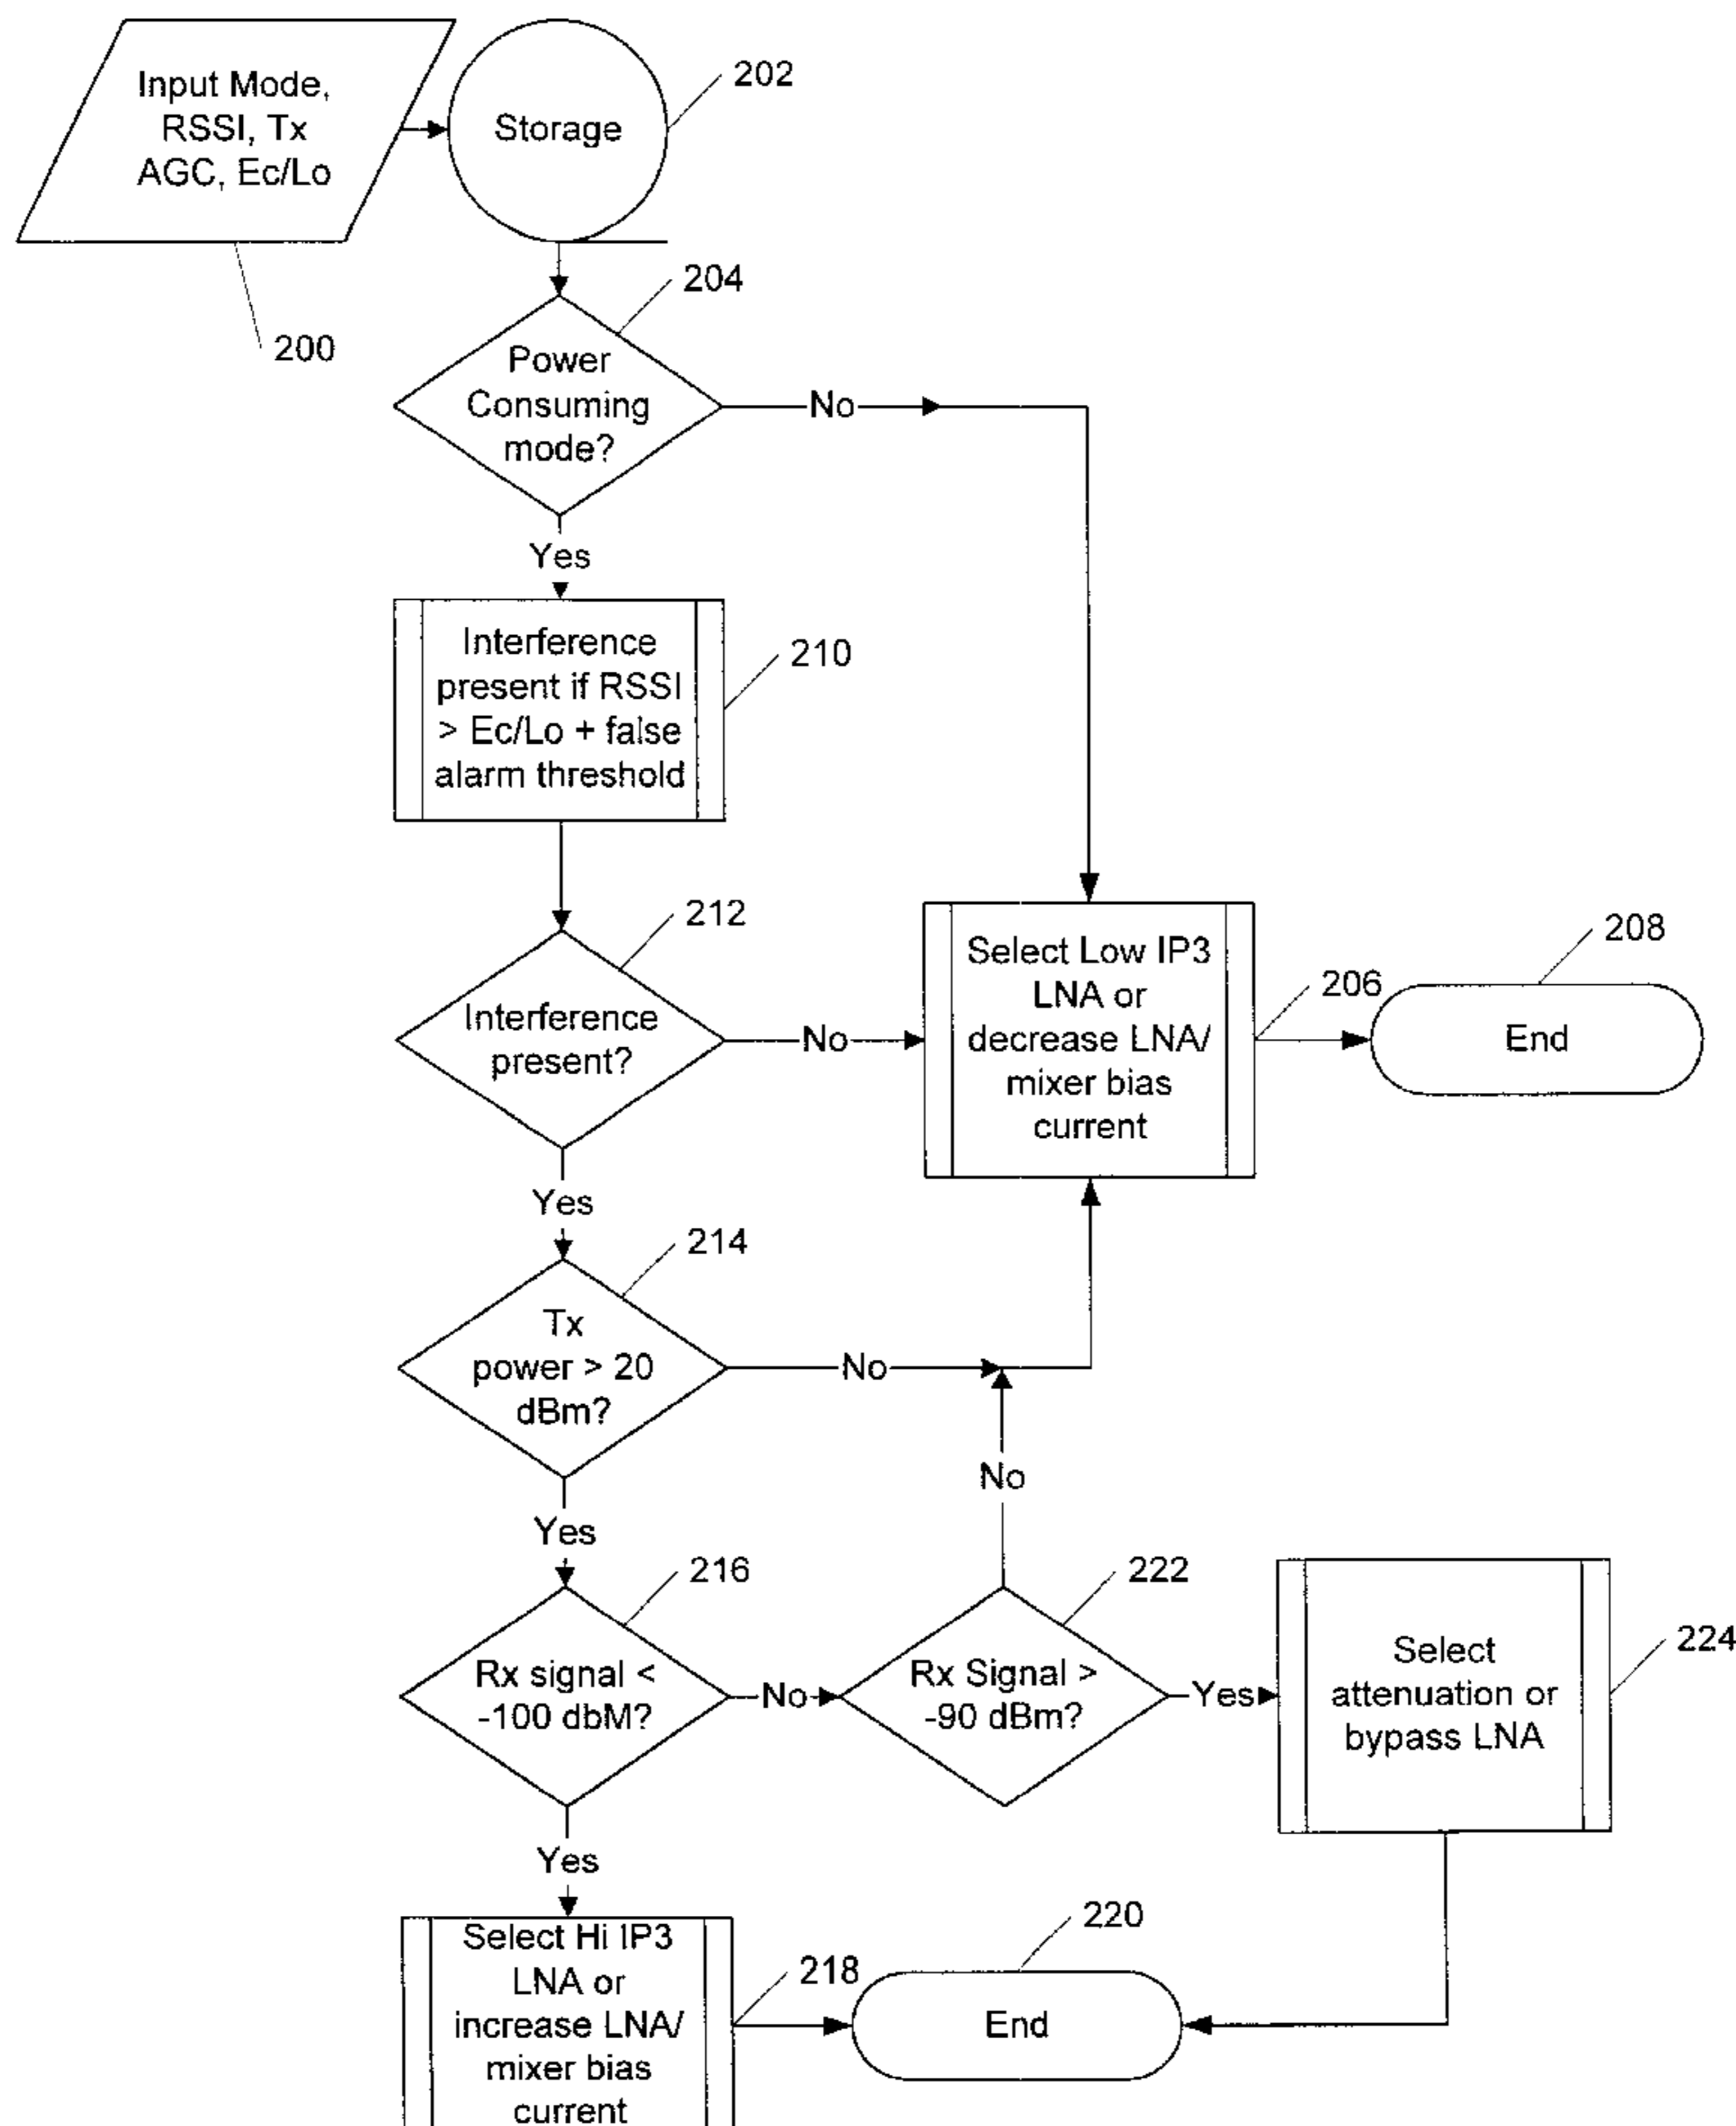 Input Mode,
RSSI, Tx
AGC, Ec/Lo
Storage
202
200
204
Power
Consuming
mode?
No
Yes
Interference
present if RSSI
> Ec/Lo + false
alarm threshold
210
212
Interference
present?
No
Select Low IP3
LNA or
decrease LNA/
mixer bias
current
206
208
End
Yes
214
Tx
power > 20
dBm?
No
No
Yes
216
Rx signal <
-100 dbM?
No
222
Rx Signal >
-90 dBm?
Yes
Select
attenuation or
bypass LNA
224
Yes
Select Hi IP3
LNA or
increase LNA/
mixer bias
current
218
220
End